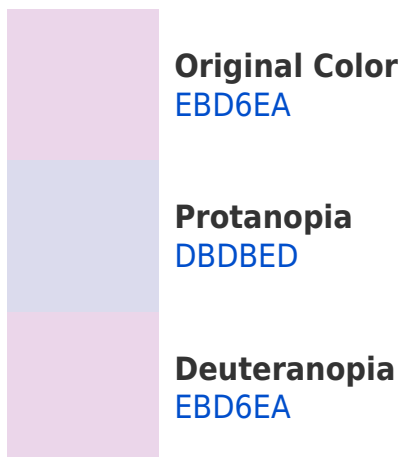 Original Color
EBD6EA
Protanopia
DBDBED
Deuteranopia
EBD6EA